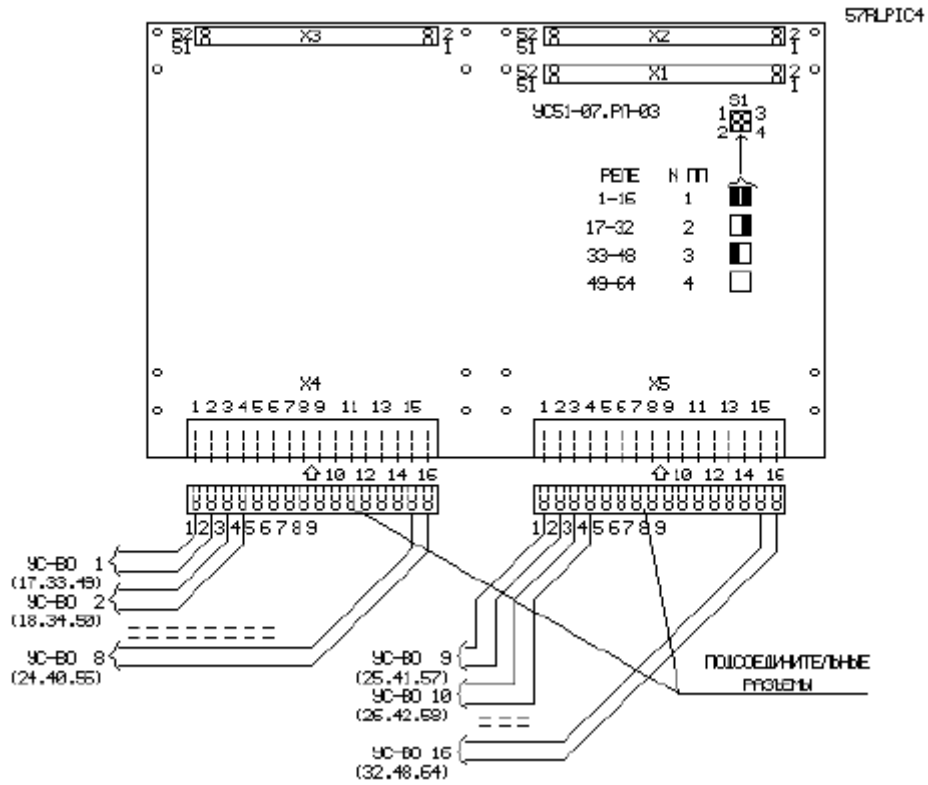 57RLPIC4
52 51 X3 2 1
52 51 X2 2 1
52 51 X1 2 1
УС51-07.РП-03
S1
1 3
2 4
РЕЛЕ N ПП
1-16 1
17-32 2
33-48 3
49-64 4
X4 X5
1 2 3 4 5 6 7 8 9 11 13 15
1 2 3 4 5 6 7 8 9 11 13 15
10 12 14 16
10 12 14 16
1 2 3 4 5 6 7 8 9
1 2 3 4 5 6 7 8 9
УС-ВО 1
(17.33.49)
УС-ВО 2
(18.34.50)
УС-ВО 8
(24.40.56)
УС-ВО 9
(25.41.57)
УС-ВО 10
(26.42.58)
УС-ВО 16
(32.48.64)
ПОДСОЕДИНИТЕЛЬНЫЕ
РАЗЪЕМЫ